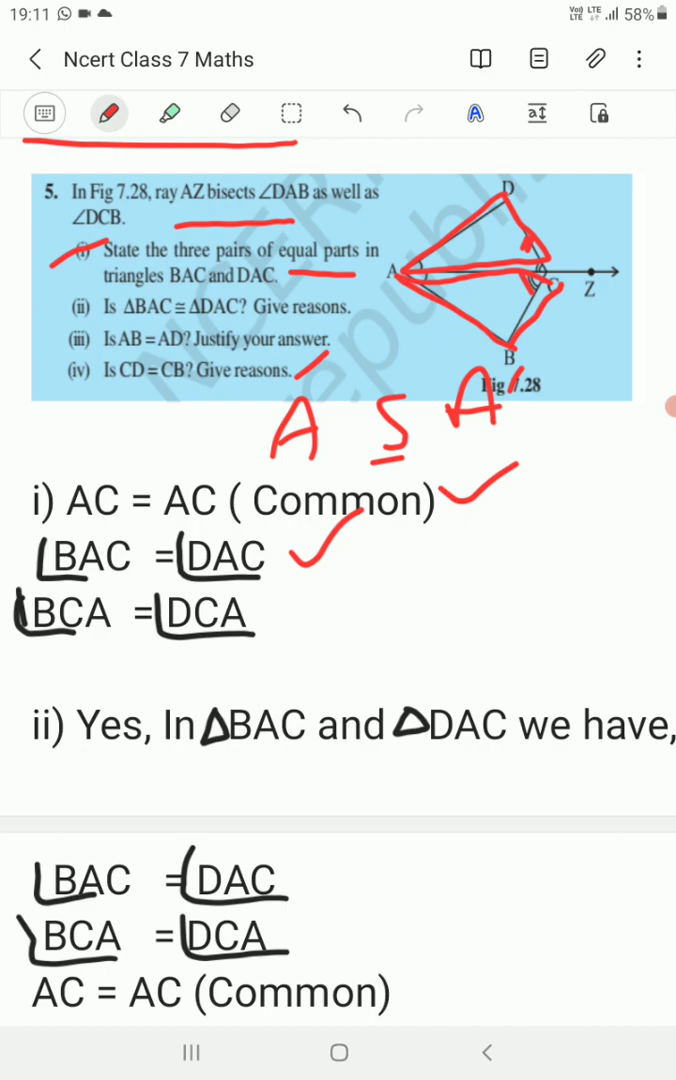 19:11 Vo)) LTE LTE 58%
Ncert Class 7 Maths
5. In Fig 7.28, ray AZ bisects ∠DAB as well as
∠DCB.
(i) State the three pairs of equal parts in
triangles BAC and DAC.
(ii) Is ΔBAC ≅ ΔDAC? Give reasons.
(iii) Is AB = AD? Justify your answer.
(iv) Is CD = CB? Give reasons.
D
A
C
Z
B
Fig 7.28
A S A
i) AC = AC ( Common)
∠BAC = ∠DAC
∠BCA = ∠DCA
ii) Yes, In ΔBAC and ΔDAC we have,
∠BAC = ∠DAC
∠BCA = ∠DCA
AC = AC (Common)